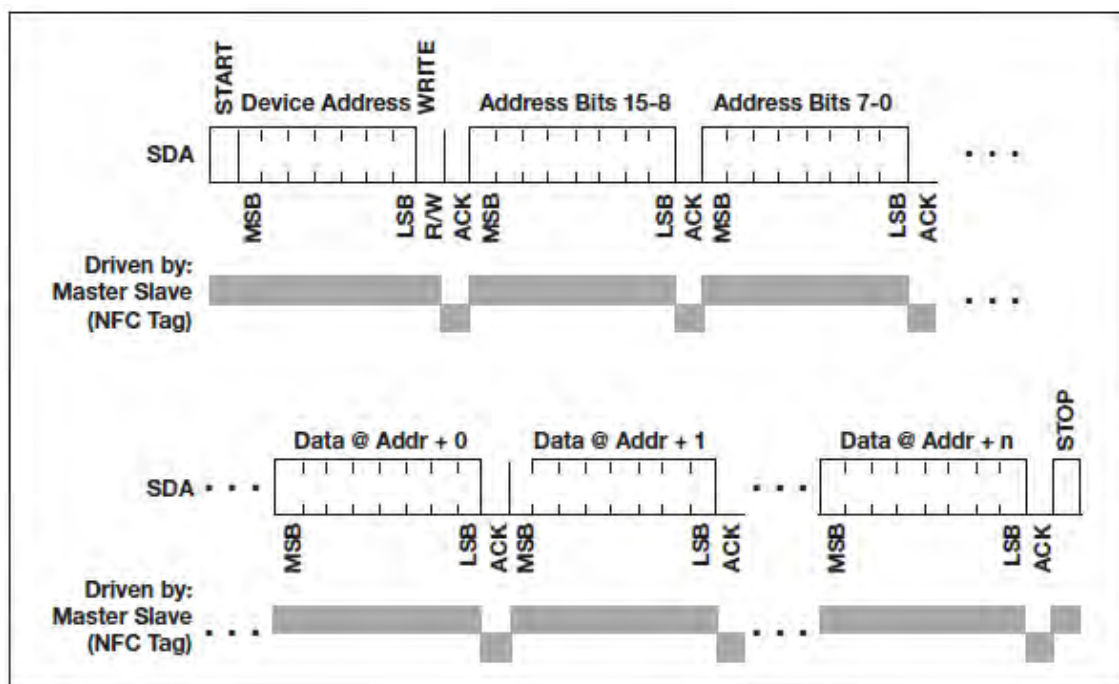 START
Device Address
WRITE
Address Bits 15-8
Address Bits 7-0
SDA
. . .
MSB
LSB
R/W
ACK
MSB
LSB
ACK
MSB
LSB
ACK
Driven by:
Master Slave
(NFC Tag)
. . .
Data @ Addr + 0
Data @ Addr + 1
Data @ Addr + n
STOP
SDA
. . .
. . .
MSB
LSB
ACK
MSB
LSB
ACK
MSB
LSB
ACK
Driven by:
Master Slave
(NFC Tag)
. . .
. . .